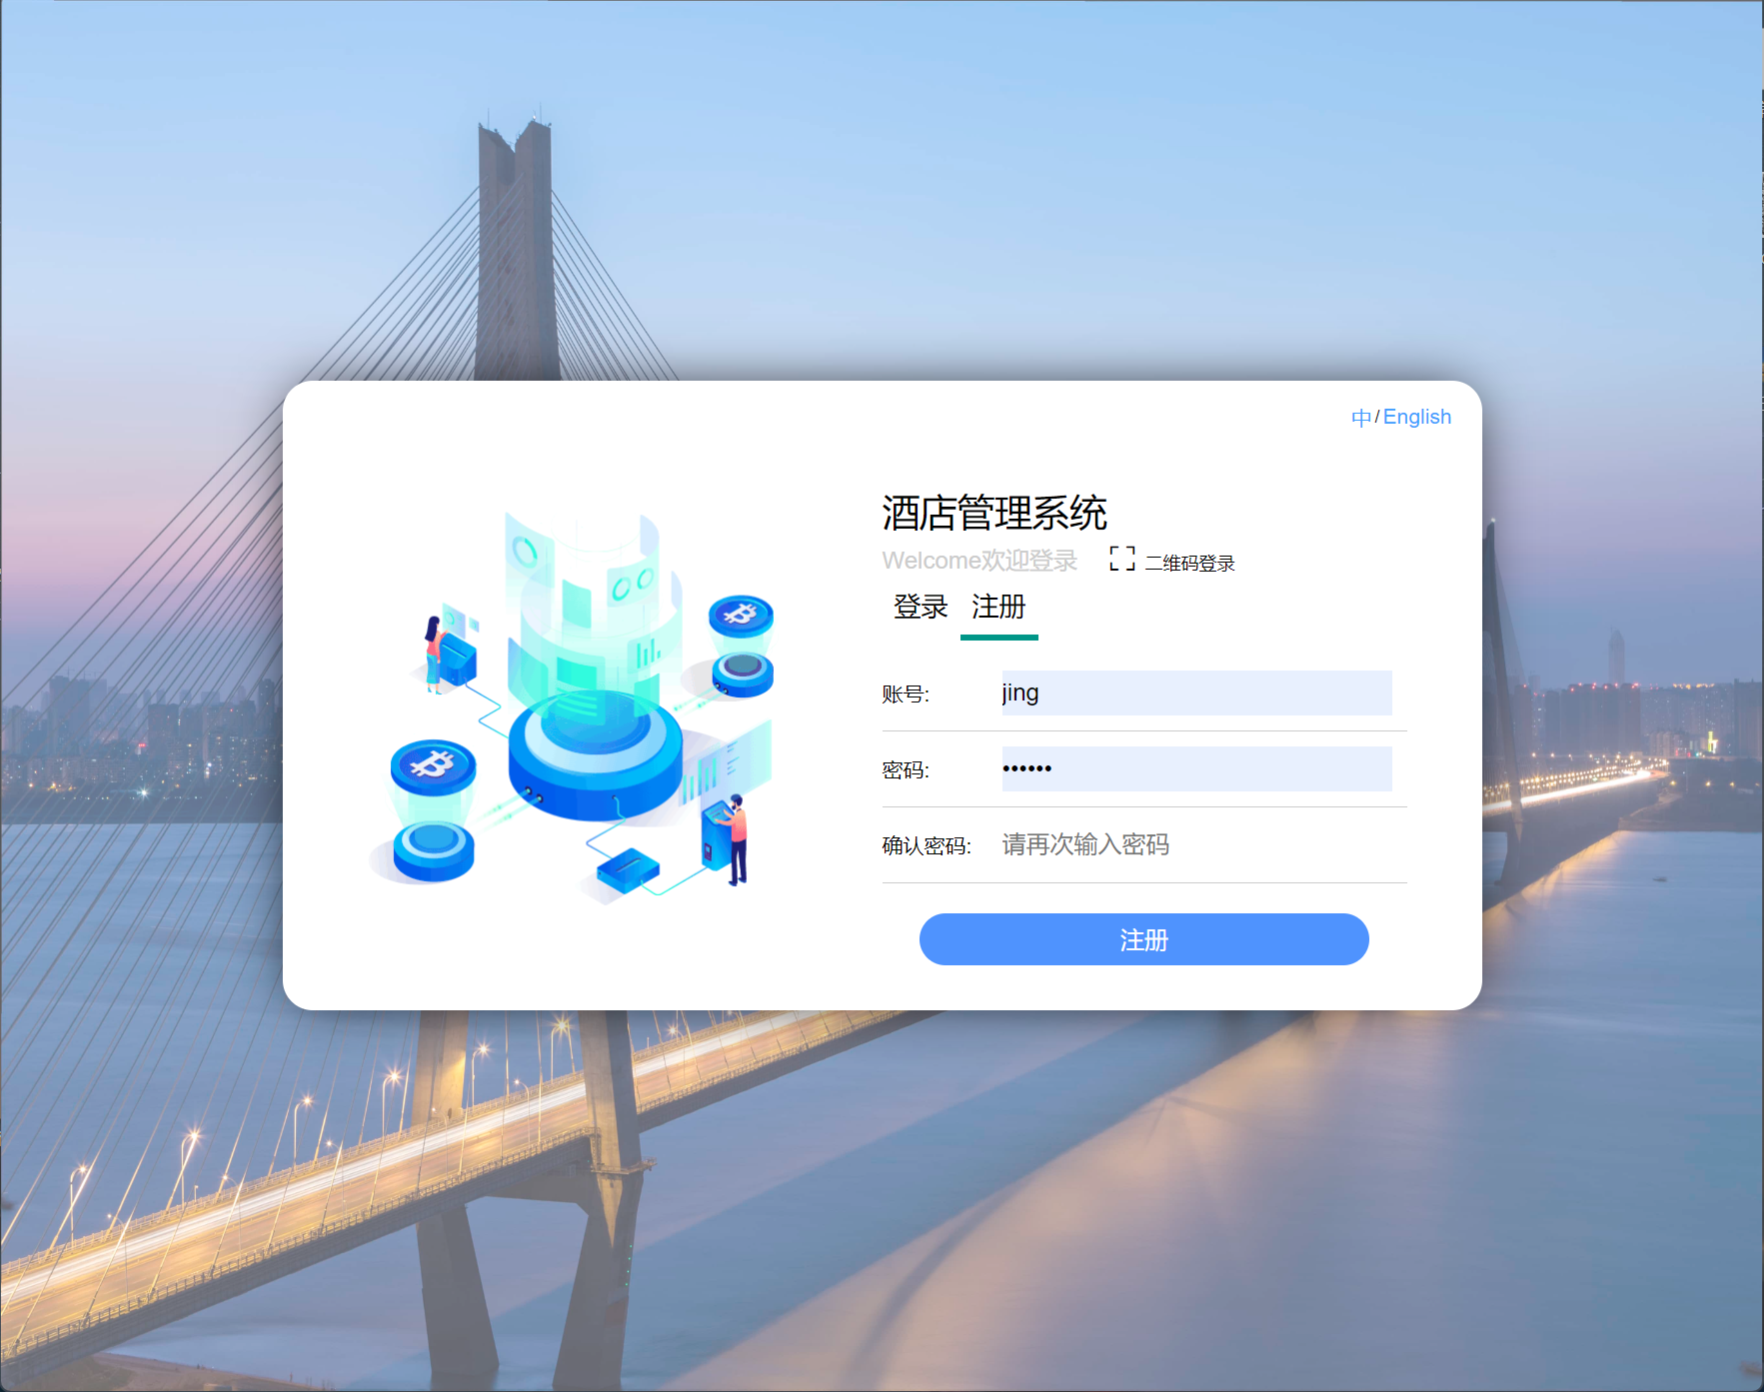 中/English
酒店管理系统
Welcome欢迎登录 二维码登录
登录 注册
账号: jing
密码: ••••••
确认密码: 请再次输入密码
注册